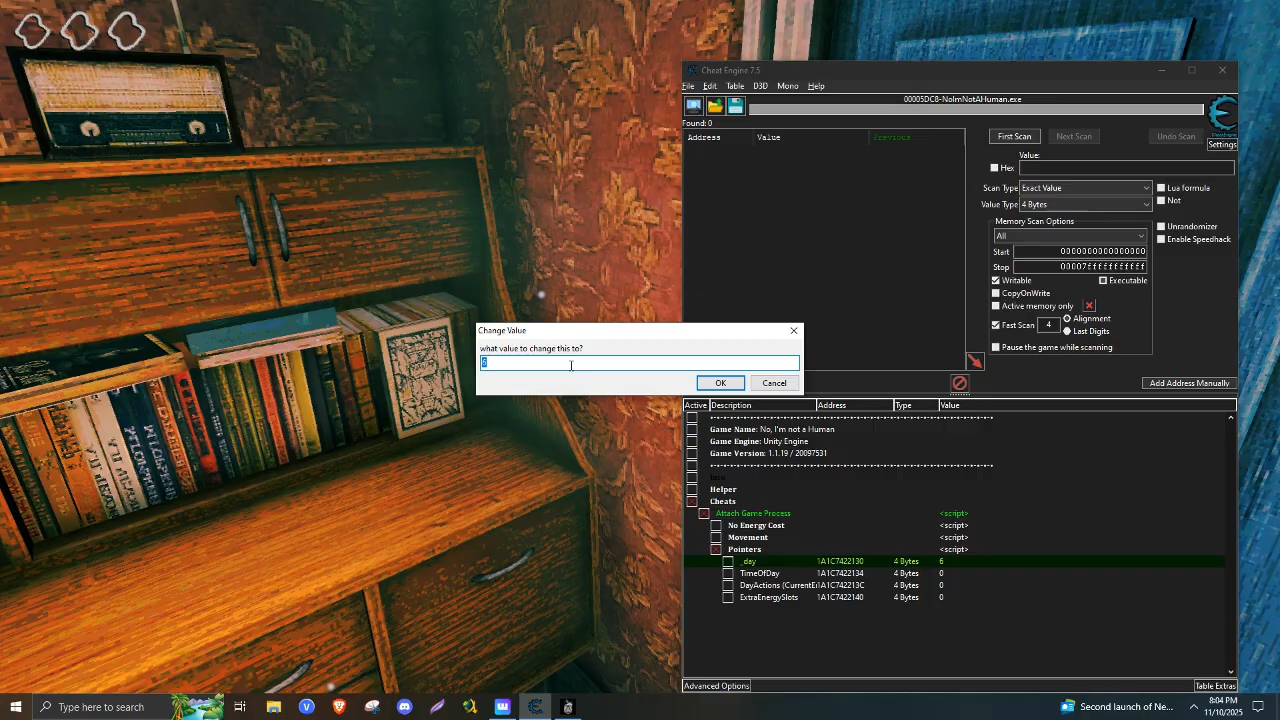 Cheat Engine 7.5
File Edit Table D3D Mono Help
00005DC8-NoImNotAHuman.exe
Found: 0
Address Value Previous
First Scan Next Scan Undo Scan
Settings
Value:
Hex
Scan Type Exact Value
Lua formula
Value Type 4 Bytes
Not
Memory Scan Options
All
Unrandomizer
Start 0000000000000000
Enable Speedhack
Stop 00007fffffffffff
Writable Executable
CopyOnWrite
Active memory only
Fast Scan 4 Alignment
Last Digits
Pause the game while scanning
Add Address Manually
Change Value
what value to change this to?
6
OK Cancel
Active Description Address Type Value
Game Name: No, I'm not a Human
Game Engine: Unity Engine
Game Version: 1.1.19 / 20097531
Info
Helper
Cheats
Attach Game Process <script>
No Energy Cost <script>
Movement <script>
Pointers <script>
_day 1A1C7422130 4 Bytes 6
TimeOfDay 1A1C7422134 4 Bytes 0
DayActions (CurrentEn 1A1C742213C 4 Bytes 0
ExtraEnergySlots 1A1C7422140 4 Bytes 0
Advanced Options Table Extras
Type here to search
Second launch of Ne...
8:04 PM
11/10/2025